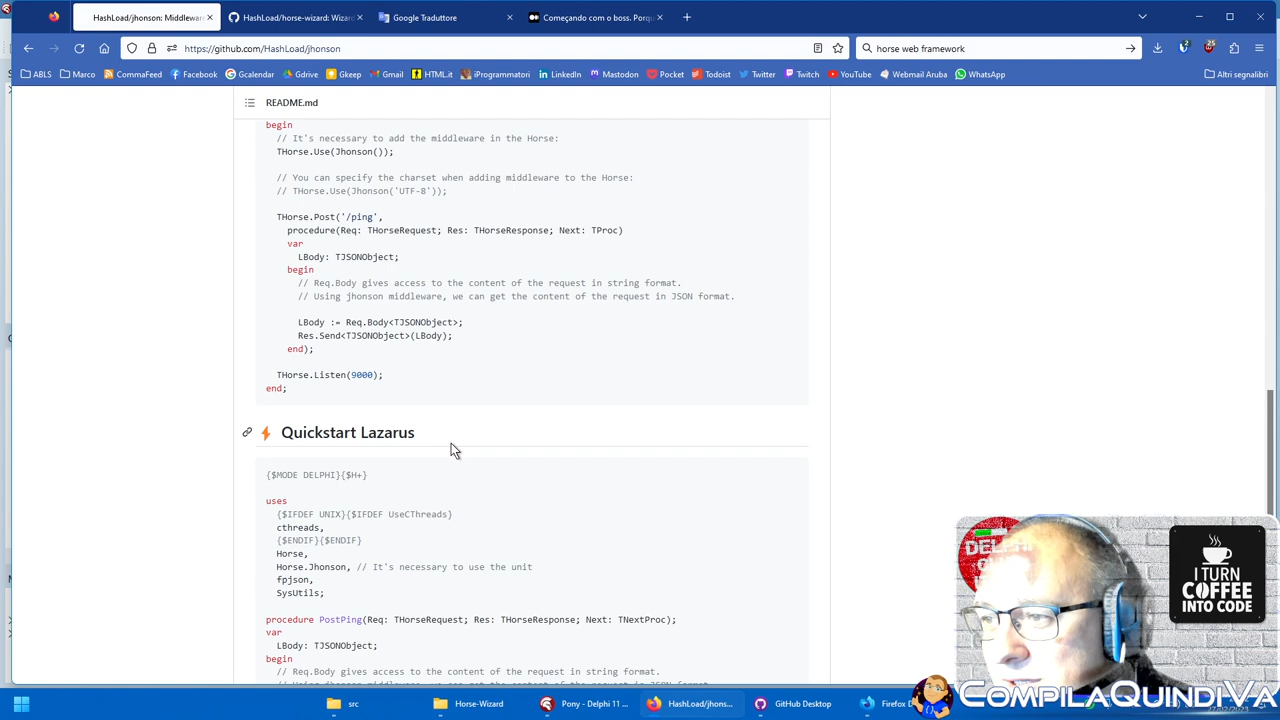 HashLoad/jhonson: Middleware
HashLoad/horse-wizard: Wizard
Google Traduttore
Começando com o boss. Porqu
https://github.com/HashLoad/jhonson
horse web framework
25
ABLS
Marco
CommaFeed
Facebook
Gcalendar
Gdrive
Gkeep
Gmail
HTML.it
iProgrammatori
LinkedIn
Mastodon
Pocket
Todoist
Twitter
Twitch
YouTube
Webmail Aruba
WhatsApp
Altri segnalibri
README.md
begin
// It's necessary to add the middleware in the Horse:
THorse.Use(Jhonson());
// You can specify the charset when adding middleware to the Horse:
// THorse.Use(Jhonson('UTF-8'));
THorse.Post('/ping',
procedure(Req: THorseRequest; Res: THorseResponse; Next: TProc)
var
LBody: TJSONObject;
begin
// Req.Body gives access to the content of the request in string format.
// Using jhonson middleware, we can get the content of the request in JSON format.
LBody := Req.Body<TJSONObject>;
Res.Send<TJSONObject>(LBody);
end);
THorse.Listen(9000);
end;
Quickstart Lazarus
{$MODE DELPHI}{$H+}
uses
{$IFDEF UNIX}{$IFDEF UseCThreads}
cthreads,
{$ENDIF}{$ENDIF}
Horse,
Horse.Jhonson, // It's necessary to use the unit
fpjson,
SysUtils;
procedure PostPing(Req: THorseRequest; Res: THorseResponse; Next: TNextProc);
var
LBody: TJSONObject;
begin
// Req.Body gives access to the content of the request in string format.
DELPHI
I TURN
COFFEE
INTO CODE
CompilaQuindiVa
src
Horse-Wizard
Pony - Delphi 11 ...
HashLoad/jhons...
GitHub Desktop
Firefox D